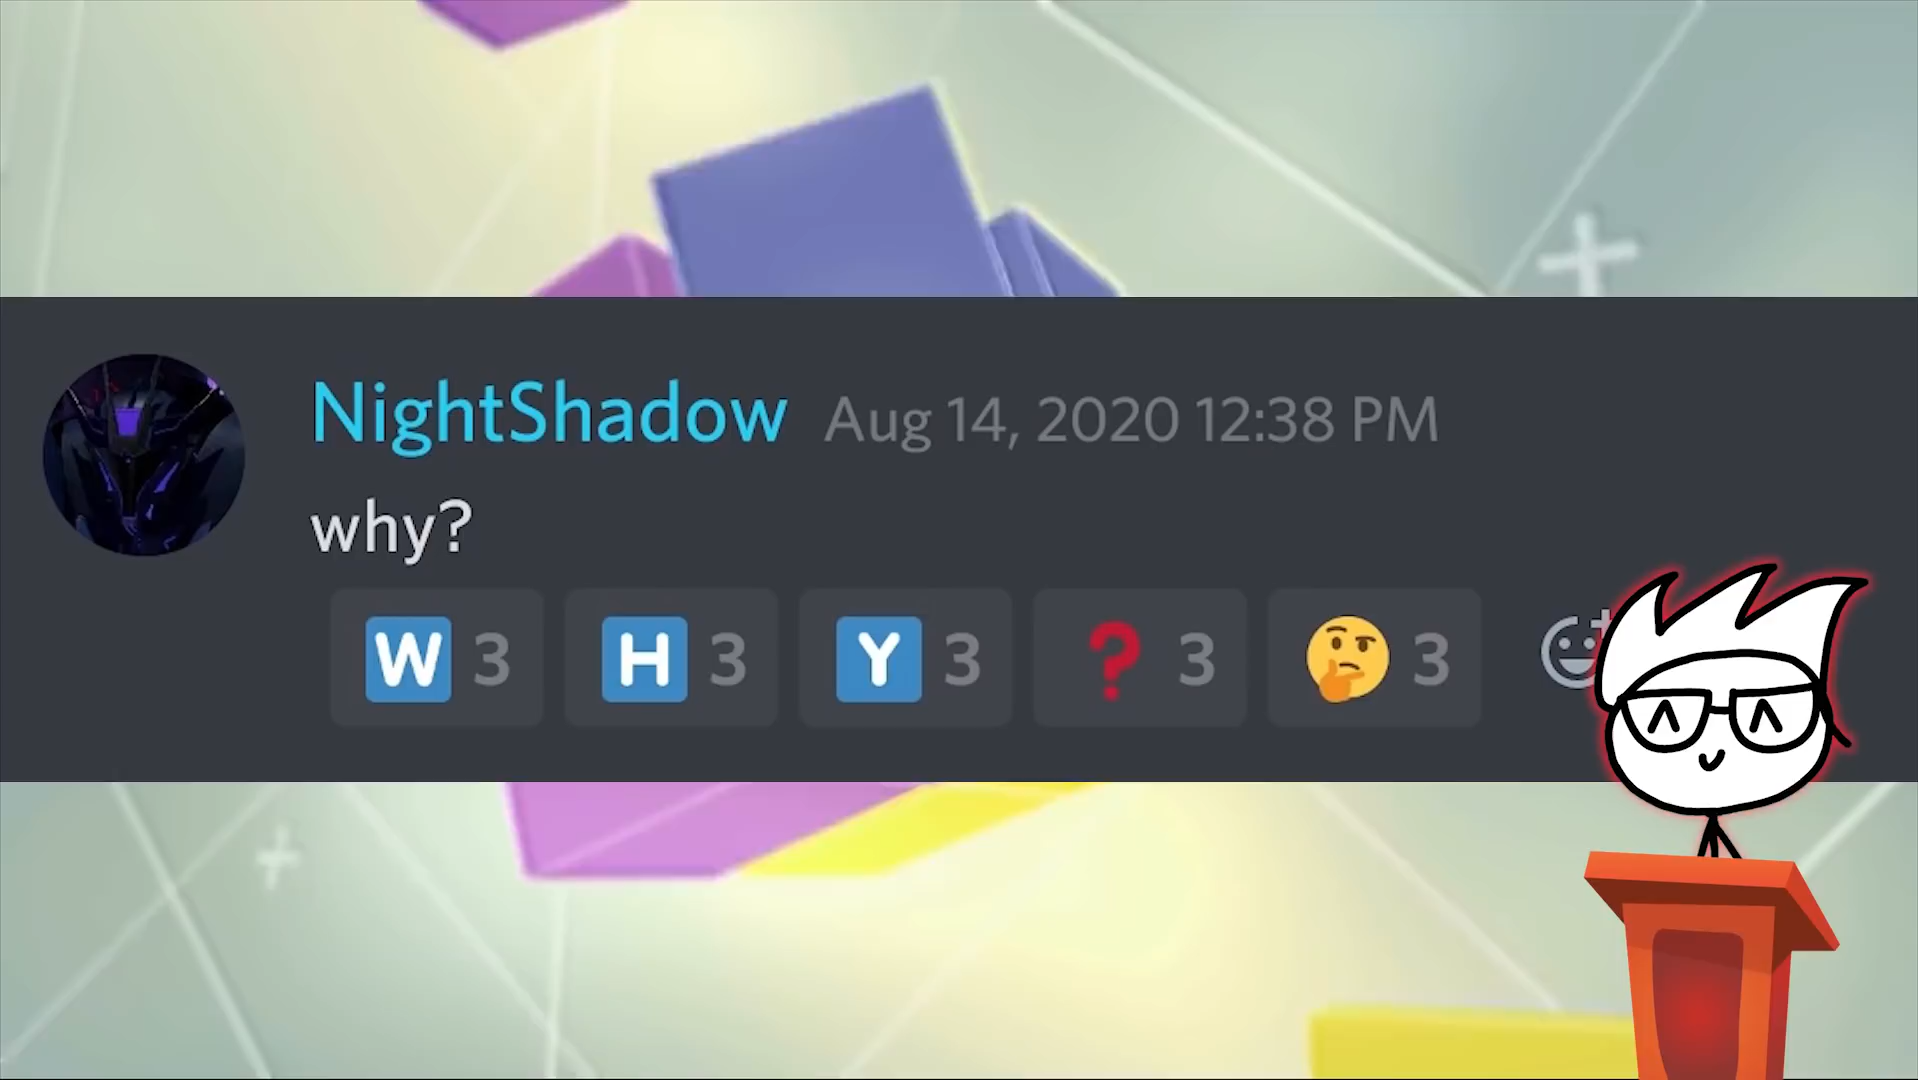 NightShadow Aug 14, 2020 12:38 PM
why?
W 3 H 3 Y 3 ❓ 3 🤔 3